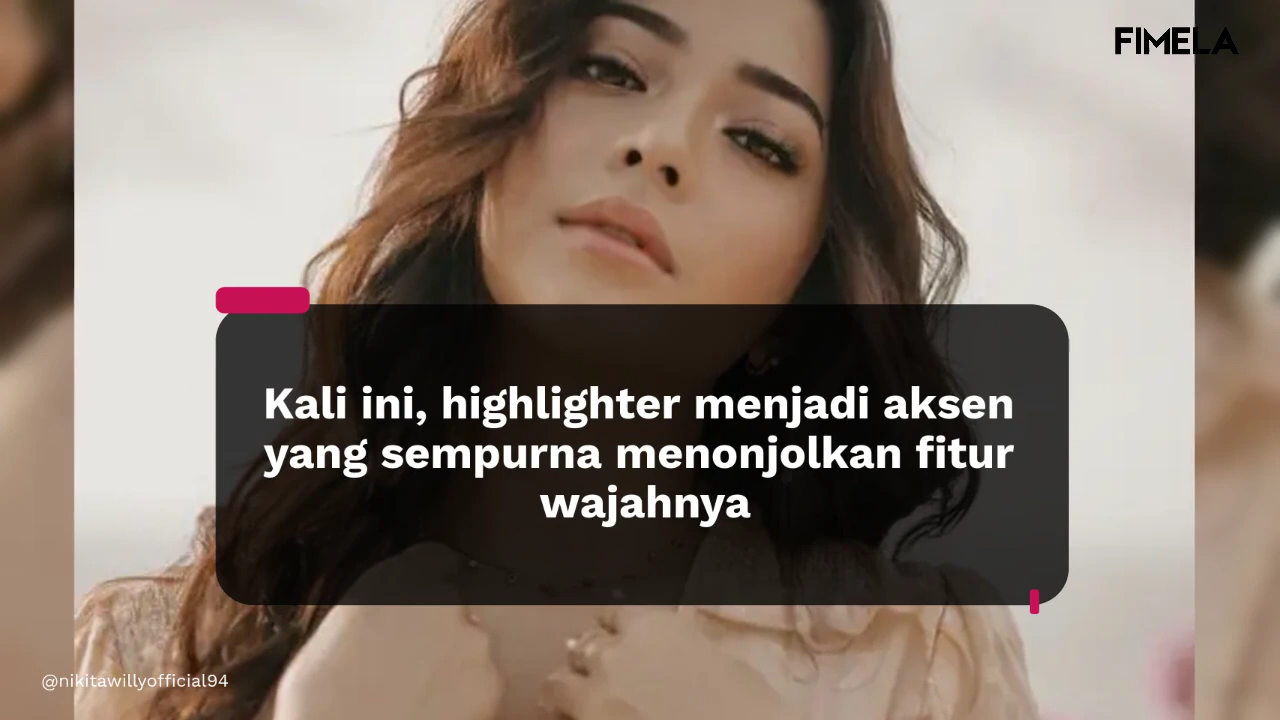 FIMELA
Kali ini, highlighter menjadi aksen
yang sempurna menonjolkan fitur
wajahnya
@nikitawillyofficial94